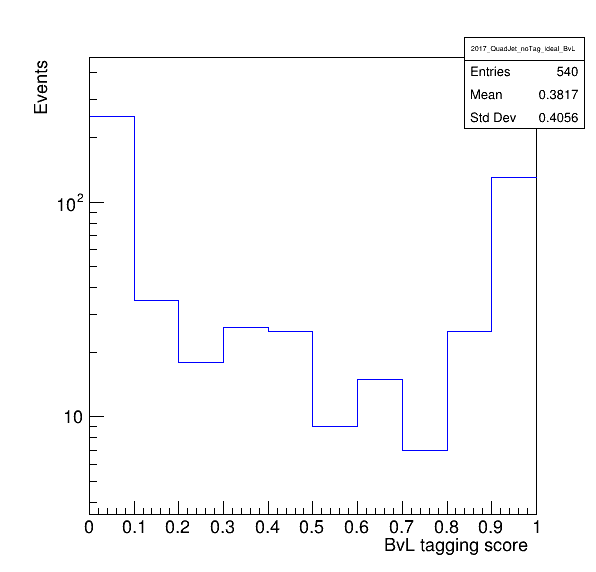 2017_QuadJet_noTag_ideal_BvL
Entries 540
Mean 0.3817
Std Dev 0.4056
Events
10²
10
0 0.1 0.2 0.3 0.4 0.5 0.6 0.7 0.8 0.9 1
BvL tagging score